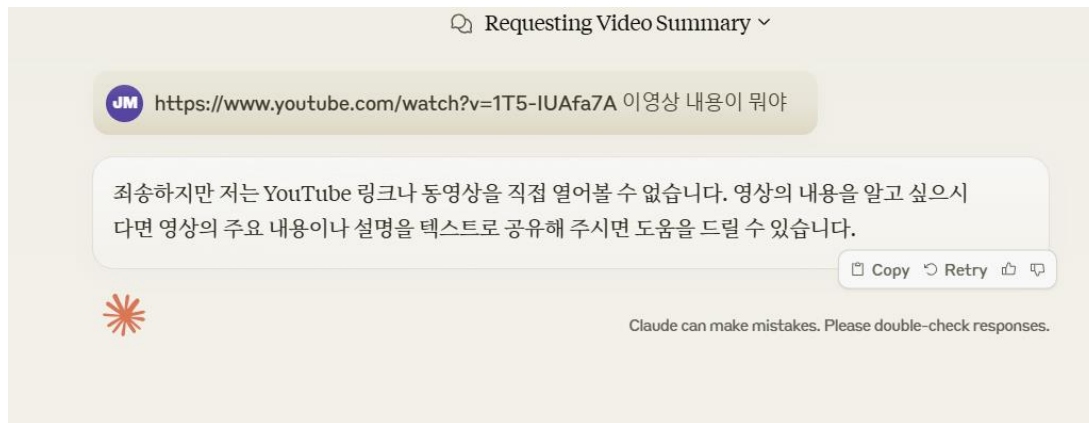 Requesting Video Summary
JM https://www.youtube.com/watch?v=1T5-IUAfa7A 이영상 내용이 뭐야
죄송하지만 저는 YouTube 링크나 동영상을 직접 열어볼 수 없습니다. 영상의 내용을 알고 싶으시
다면 영상의 주요 내용이나 설명을 텍스트로 공유해 주시면 도움을 드릴 수 있습니다.
Copy Retry
Claude can make mistakes. Please double-check responses.